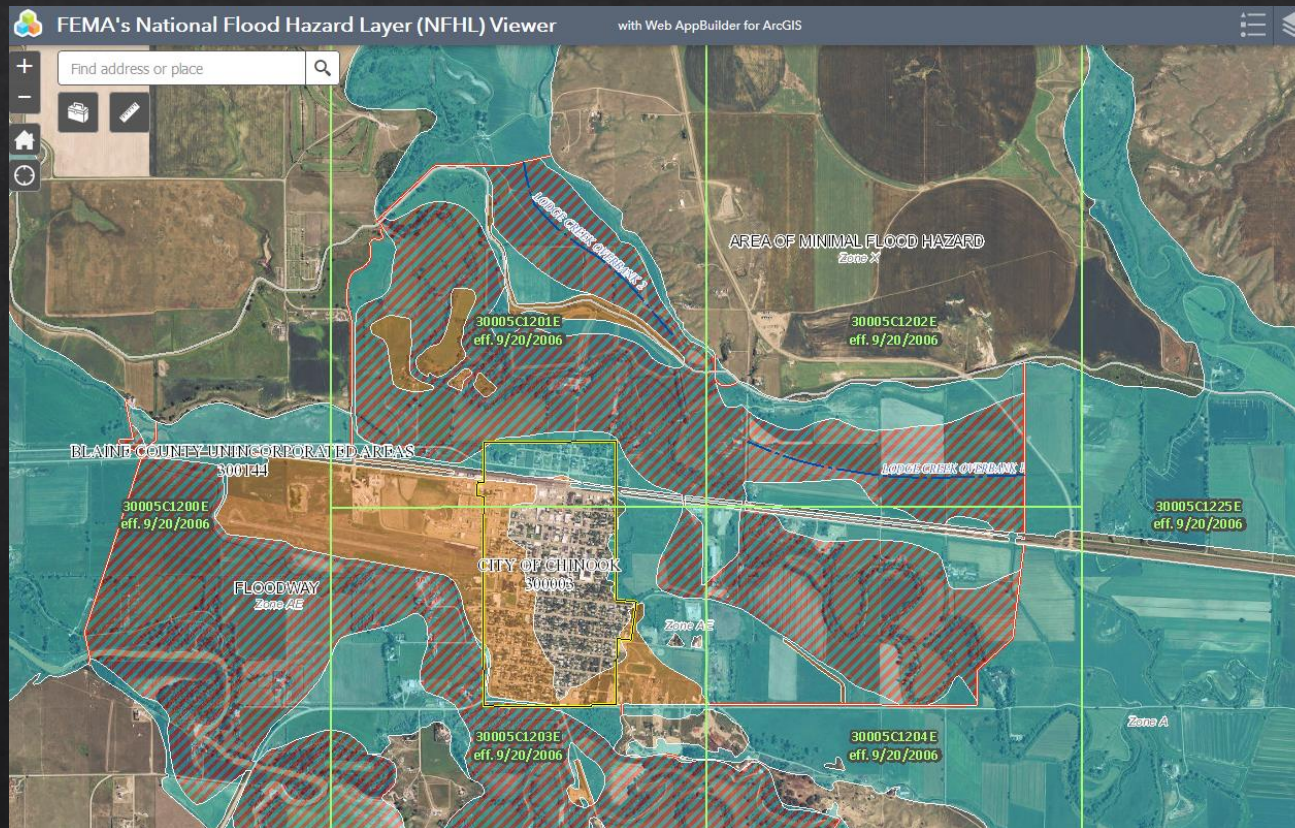 FEMA's National Flood Hazard Layer (NFHL) Viewer
with Web AppBuilder for ArcGIS
Find address or place
LODGE CREEK OVERBANK 2
AREA OF MINIMAL FLOOD HAZARD
Zone X
30005C1201E
eff. 9/20/2006
30005C1202E
eff. 9/20/2006
BLAINE COUNTY UNINCORPORATED AREAS
300144
LODGE CREEK OVERBANK 1
30005C1200E
eff. 9/20/2006
30005C1225E
eff. 9/20/2006
CITY OF CHINOOK
300005
FLOODWAY
Zone AE
Zone AE
Zone A
30005C1203E
eff. 9/20/2006
30005C1204E
eff. 9/20/2006